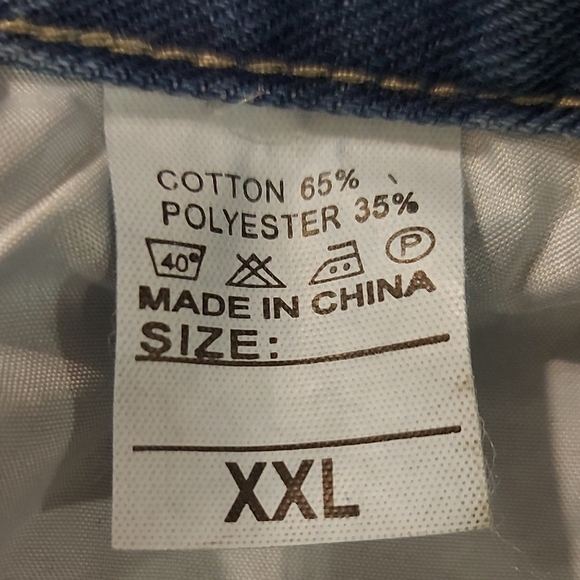 COTTON 65%
POLYESTER 35%
40° P
MADE IN CHINA
SIZE:
XXL